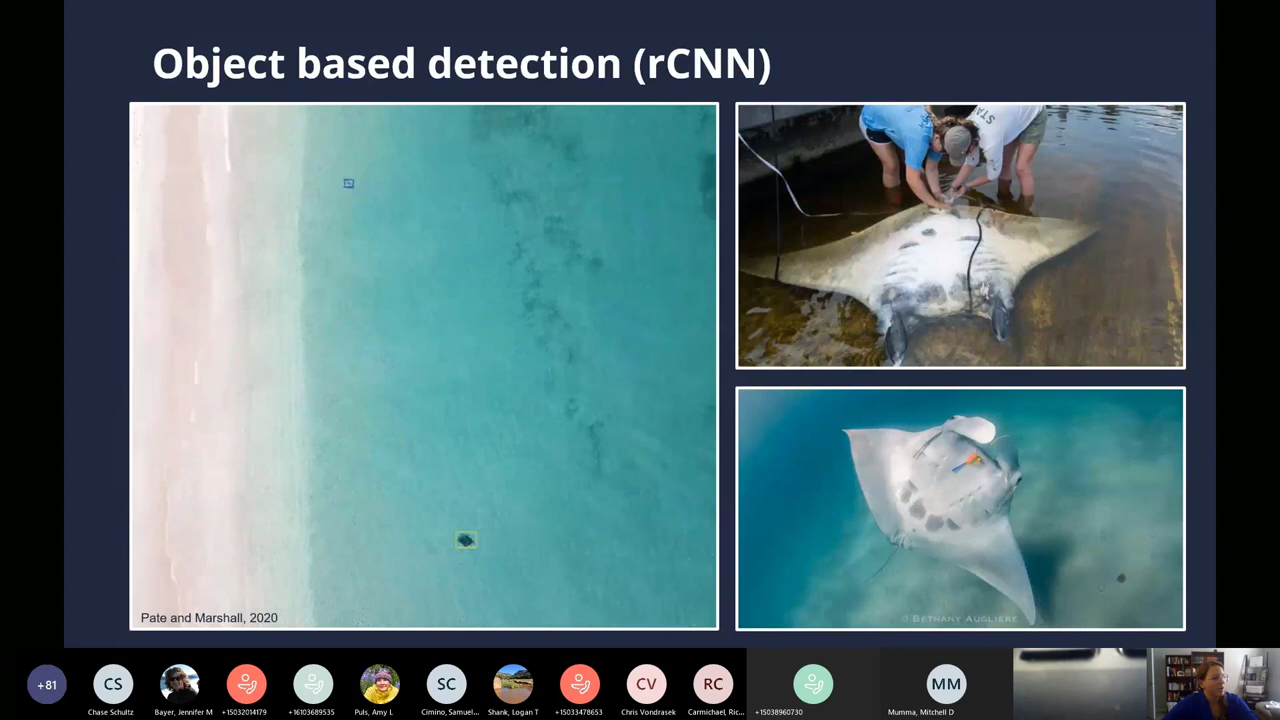 Object based detection (rCNN)
STA
Pate and Marshall, 2020
© BETHANY AUGLIERE
+81
CS
SC
CV
RC
MM
Chase Schultz
Bayer, Jennifer M
+15032014179
+16103689535
Puls, Amy L
Cimino, Samuel...
Shank, Logan T
+15033478653
Chris Vondrasek
Carmichael, Ric...
+15038960730
Mumma, Mitchell D